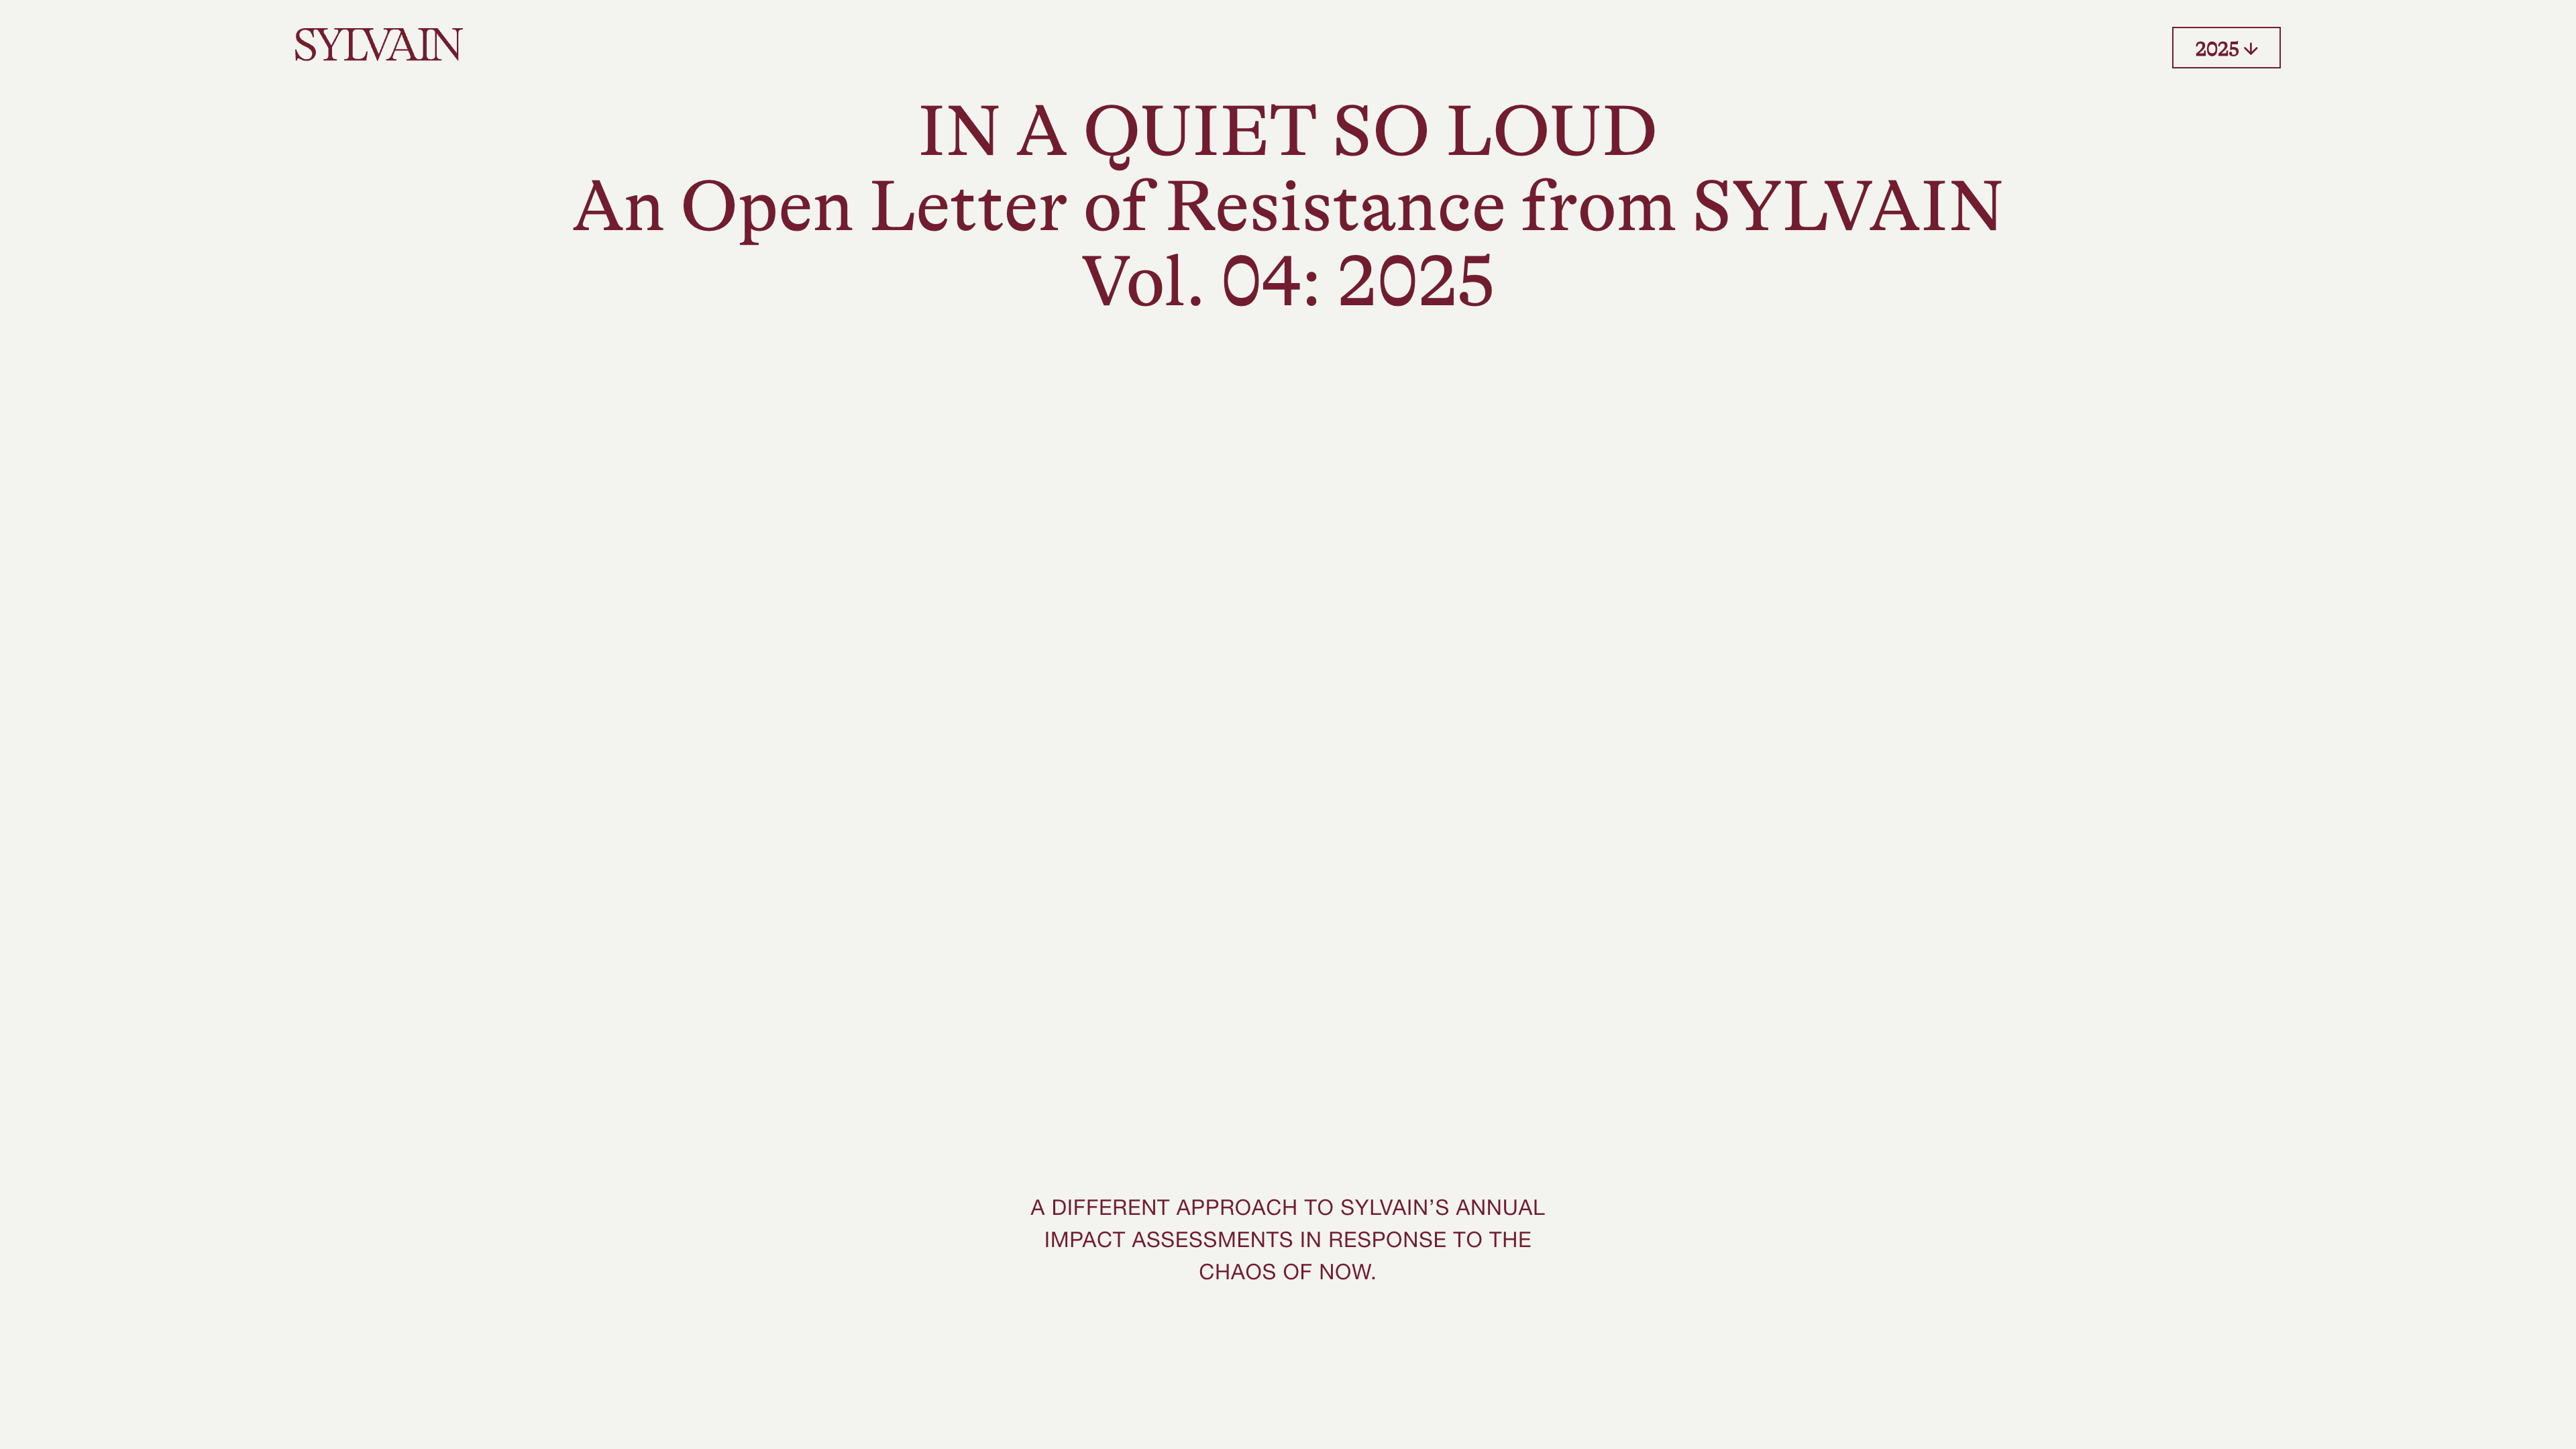 SYLVAIN
2025 ↓
IN A QUIET SO LOUD
An Open Letter of Resistance from SYLVAIN
Vol. 04: 2025
A DIFFERENT APPROACH TO SYLVAIN’S ANNUAL
IMPACT ASSESSMENTS IN RESPONSE TO THE
CHAOS OF NOW.